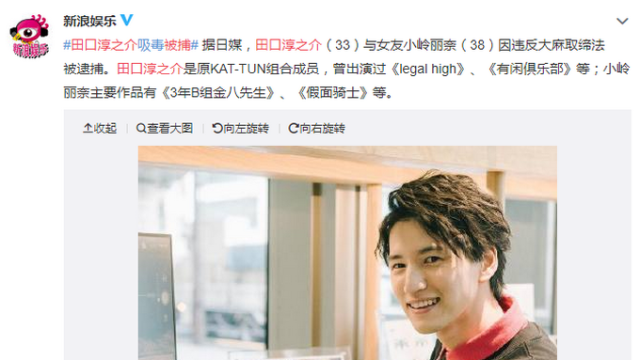 新浪娱乐
#田口淳之介吸毒被捕# 据日媒，田口淳之介（33）与女友小岭丽奈（38）因违反大麻取缔法
被逮捕。田口淳之介是原KAT-TUN组合成员，曾出演过《legal high》、《有闲俱乐部》等；小岭
丽奈主要作品有《3年B组金八先生》、《假面骑士》等。
收起 查看大图 向左旋转 向右旋转